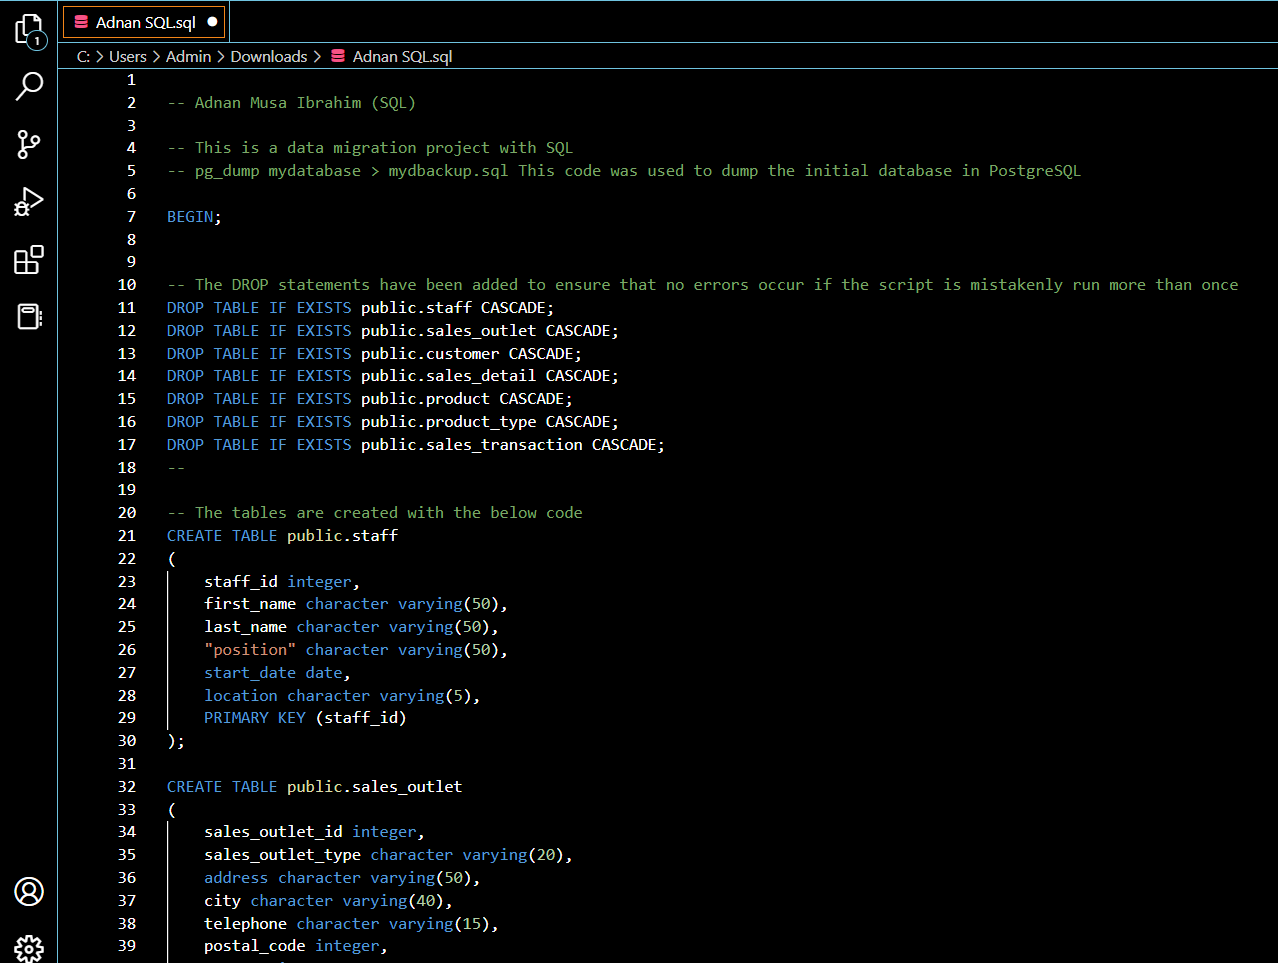 Adnan SQL.sql
1
C: > Users > Admin > Downloads > Adnan SQL.sql
1
2 -- Adnan Musa Ibrahim (SQL)
3
4 -- This is a data migration project with SQL
5 -- pg_dump mydatabase > mydbackup.sql This code was used to dump the initial database in PostgreSQL
6
7 BEGIN;
8
9
10 -- The DROP statements have been added to ensure that no errors occur if the script is mistakenly run more than once
11 DROP TABLE IF EXISTS public.staff CASCADE;
12 DROP TABLE IF EXISTS public.sales_outlet CASCADE;
13 DROP TABLE IF EXISTS public.customer CASCADE;
14 DROP TABLE IF EXISTS public.sales_detail CASCADE;
15 DROP TABLE IF EXISTS public.product CASCADE;
16 DROP TABLE IF EXISTS public.product_type CASCADE;
17 DROP TABLE IF EXISTS public.sales_transaction CASCADE;
18 --
19
20 -- The tables are created with the below code
21 CREATE TABLE public.staff
22 (
23 staff_id integer,
24 first_name character varying(50),
25 last_name character varying(50),
26 "position" character varying(50),
27 start_date date,
28 location character varying(5),
29 PRIMARY KEY (staff_id)
30 );
31
32 CREATE TABLE public.sales_outlet
33 (
34 sales_outlet_id integer,
35 sales_outlet_type character varying(20),
36 address character varying(50),
37 city character varying(40),
38 telephone character varying(15),
39 postal_code integer,